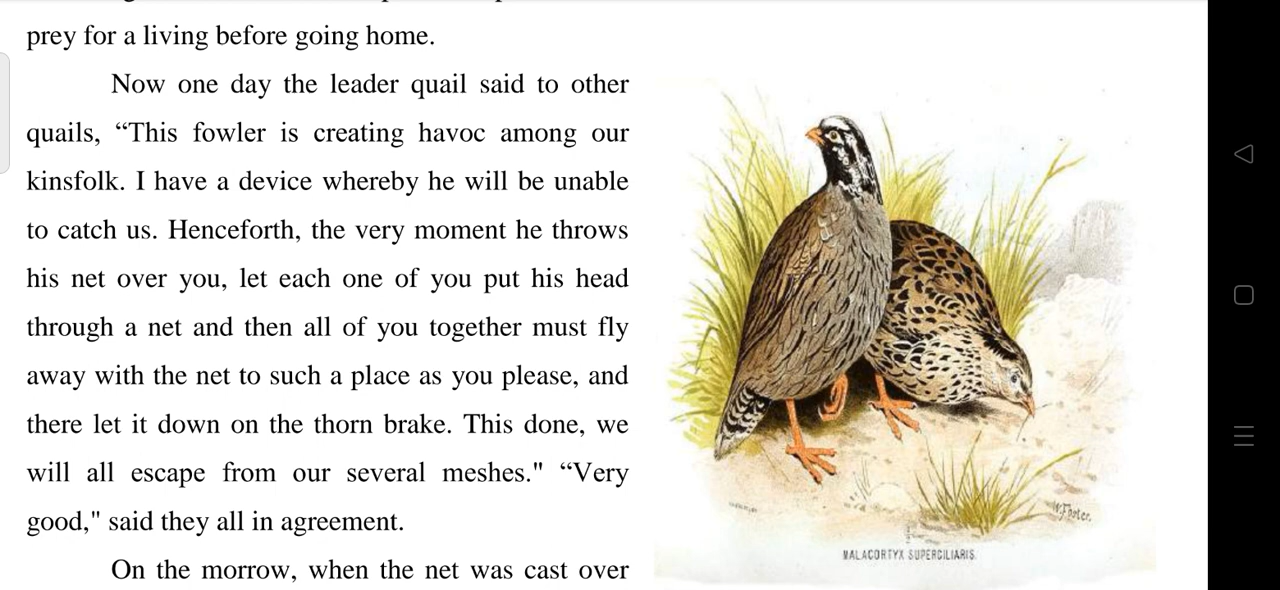 prey for a living before going home.
Now one day the leader quail said to other
quails, “This fowler is creating havoc among our
kinsfolk. I have a device whereby he will be unable
to catch us. Henceforth, the very moment he throws
his net over you, let each one of you put his head
through a net and then all of you together must fly
away with the net to such a place as you please, and
there let it down on the thorn brake. This done, we
will all escape from our several meshes." “Very
good," said they all in agreement.
On the morrow, when the net was cast over
W. Foster.
MALACORTYX SUPERCILIARIS.